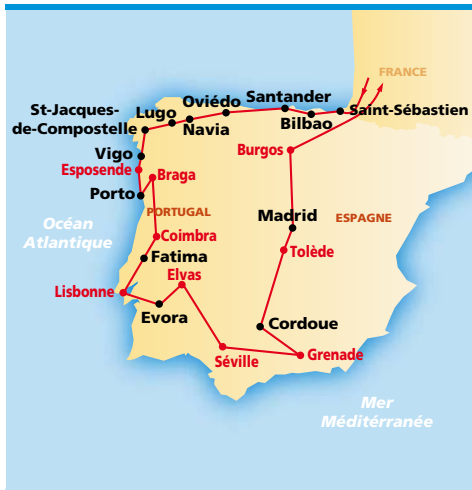 FRANCE
Santander
Oviédo
St-Jacques-
de-Compostelle
Lugo
Navia
Bilbao
Saint-Sébastien
Vigo
Esposende
Braga
Burgos
Porto
PORTUGAL
ESPAGNE
Océan
Atlantique
Madrid
Coimbra
Tolède
Fatima
Elvas
Lisbonne
Evora
Cordoue
Séville
Grenade
Mer
Méditérranée